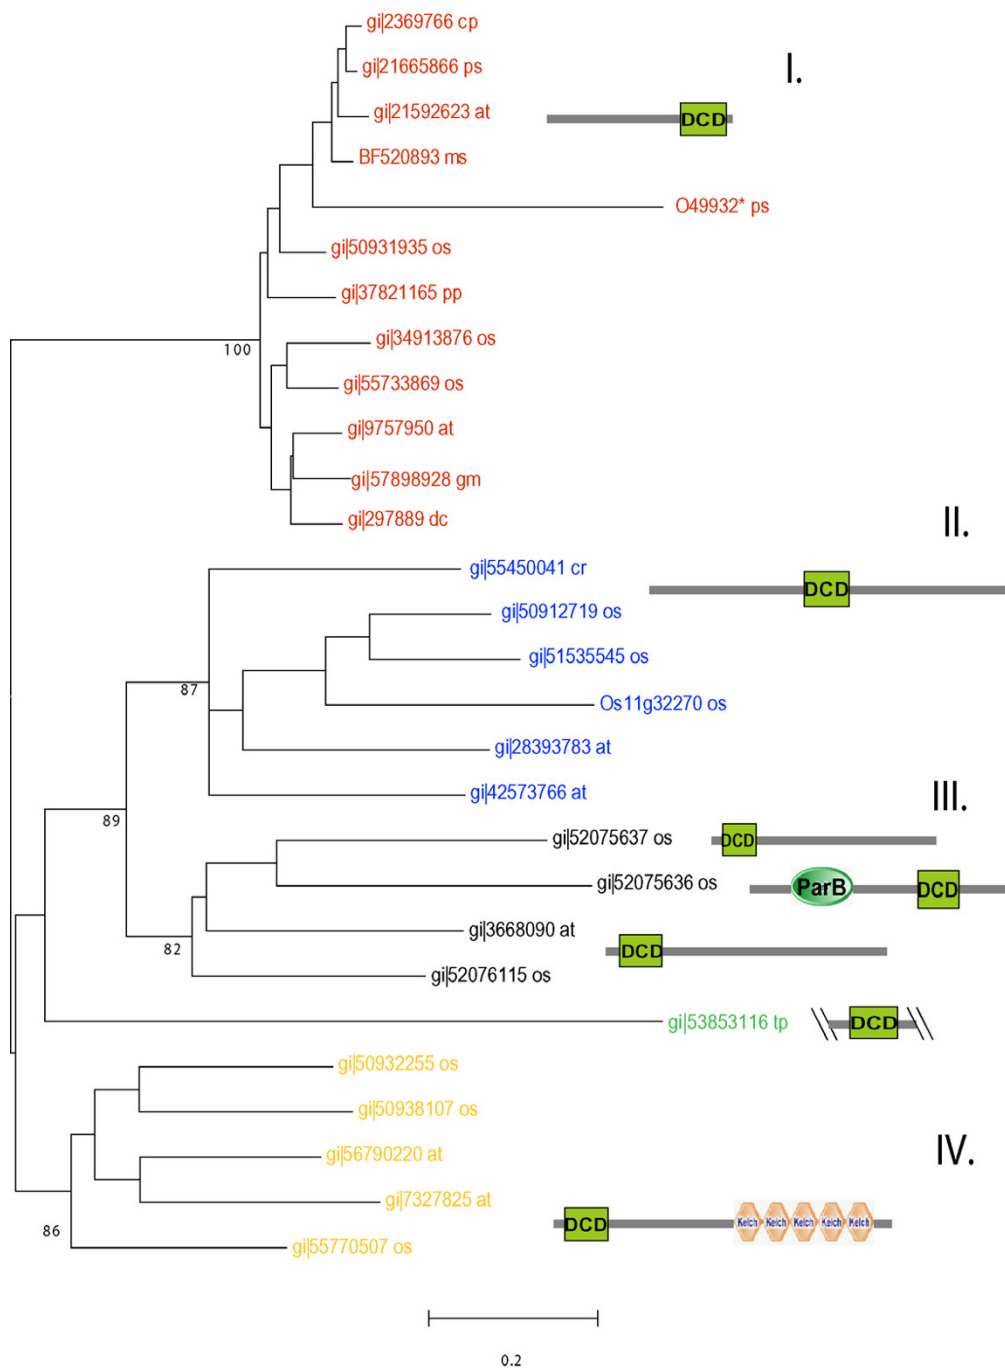 gi|2369766 cp
gi|21665866 ps
I.
gi|21592623 at
DCD
BF520893 ms
O49932* ps
gi|50931935 os
gi|37821165 pp
gi|34913876 os
100
gi|55733869 os
gi|9757950 at
gi|57898928 gm
gi|297889 dc
II.
gi|55450041 cr
DCD
gi|50912719 os
gi|51535545 os
87
Os11g32270 os
gi|28393783 at
gi|42573766 at
III.
89
gi|52075637 os
DCD
gi|52075636 os
ParB
DCD
gi|3668090 at
82
DCD
gi|52076115 os
gi|53853116 tp
DCD
gi|50932255 os
gi|50938107 os
gi|56790220 at
IV.
gi|7327825 at
86
DCD
Kelch Kelch Kelch Kelch Kelch
gi|55770507 os
0.2